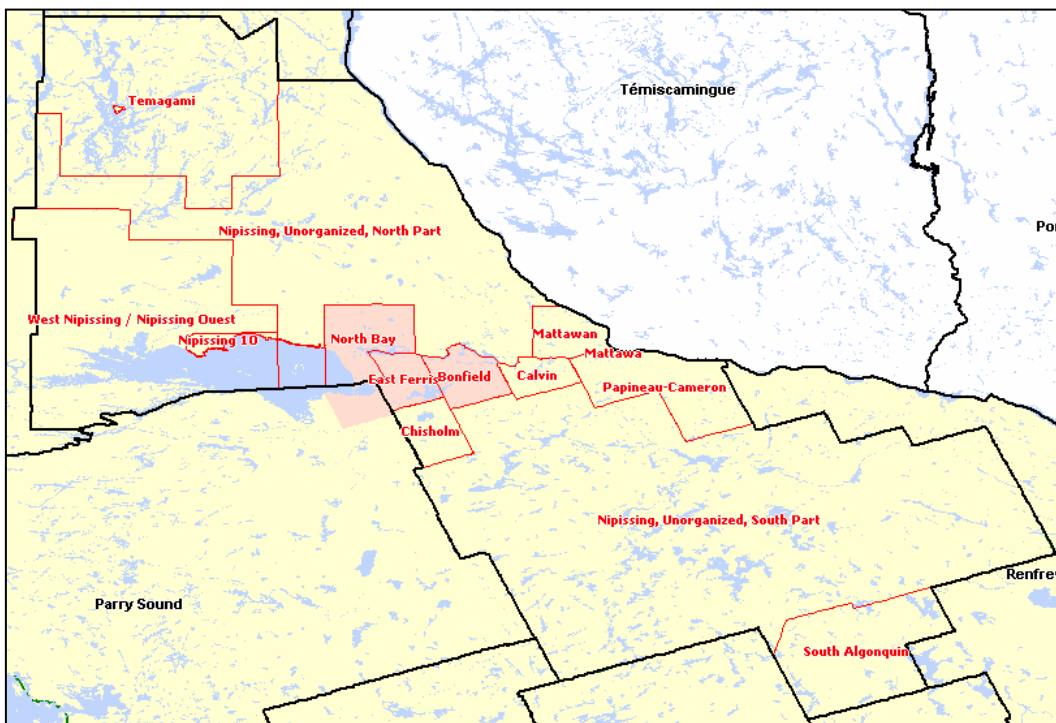 Témiscamingue
Temagami
Nipissing, Unorganized, North Part
Po
West Nipissing / Nipissing Ouest
Nipissing 10
North Bay
Mattawan
Mattawa
East Ferris
Bonfield
Calvin
Papineau-Cameron
Chisholm
Nipissing, Unorganized, South Part
Renfre
Parry Sound
South Algonquin